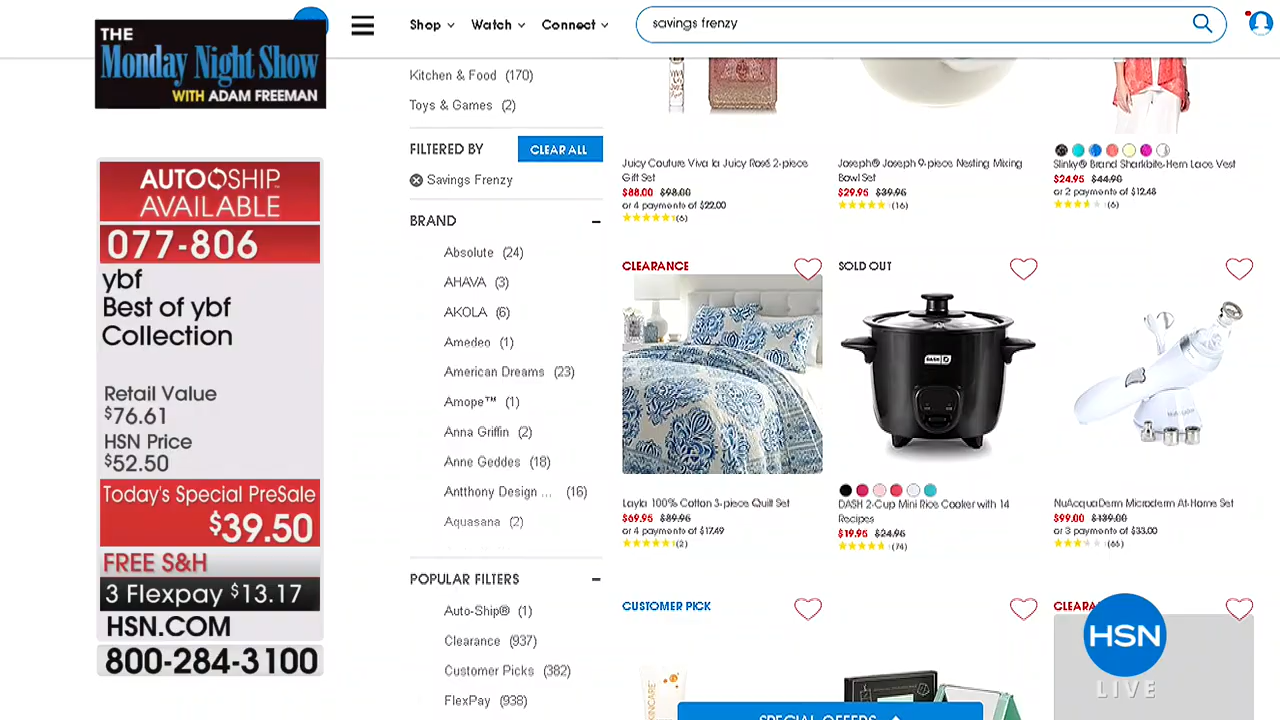 THE
Monday Night Show
WITH ADAM FREEMAN
Shop
Watch
Connect
savings frenzy
AUTO SHIP
AVAILABLE
077-806
ybf
Best of ybf
Collection
Retail Value
$76.61
HSN Price
$52.50
Today's Special PreSale
$39.50
FREE S&H
3 Flexpay $13.17
HSN.COM
800-284-3100
Kitchen & Food (170)
Toys & Games (2)
FILTERED BY
CLEAR ALL
Savings Frenzy
BRAND
Absolute (24)
AHAVA (3)
AKOLA (6)
Amedeo (1)
American Dreams (23)
Amope™ (1)
Anna Griffin (2)
Anne Geddes (18)
Antthony Design ... (16)
Aquasana (2)
POPULAR FILTERS
Auto-Ship® (1)
Clearance (937)
Customer Picks (382)
FlexPay (938)
Juicy Couture Viva la Juicy Rosé 2-piece
Gift Set
$88.00 $98.00
or 4 payments of $22.00
(6)
Joseph® Joseph 9-piece Nesting Mixing
Bowl Set
$29.95 $39.95
(16)
Slinky® Brand Sharkbite-Hem Lace Vest
$24.95 $44.90
or 2 payments of $12.48
(6)
CLEARANCE
Layla 100% Cotton 3-piece Quilt Set
$69.95 $89.95
or 4 payments of $17.49
(2)
SOLD OUT
DASH
DASH 2-Cup Mini Rice Cooker with 14
Recipes
$19.95 $24.95
(74)
NuAcquaDerm Microderm At-Home Set
$99.00 $139.00
or 3 payments of $33.00
(65)
CUSTOMER PICK
CLEARA
HSN
LIVE
SPECIAL OFFERS